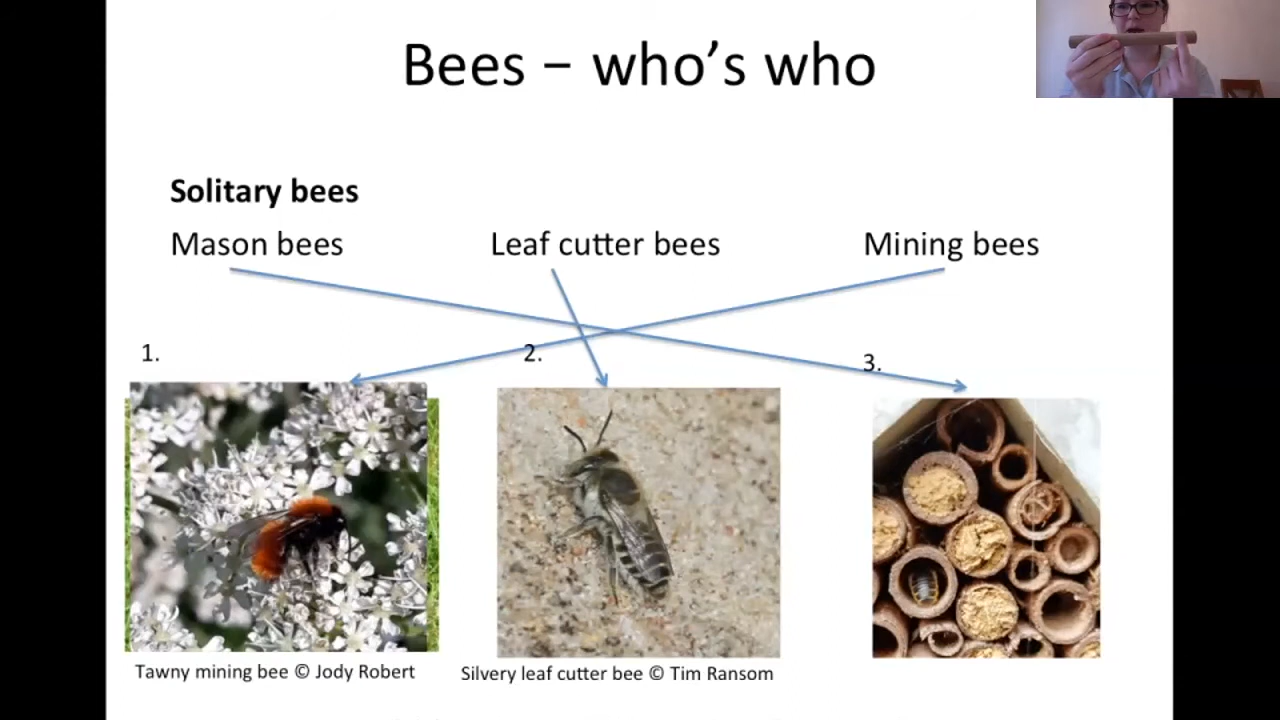 Bees – who's who
Solitary bees
Mason bees
Leaf cutter bees
Mining bees
1.
2.
3.
Tawny mining bee © Jody Robert
Silvery leaf cutter bee © Tim Ransom